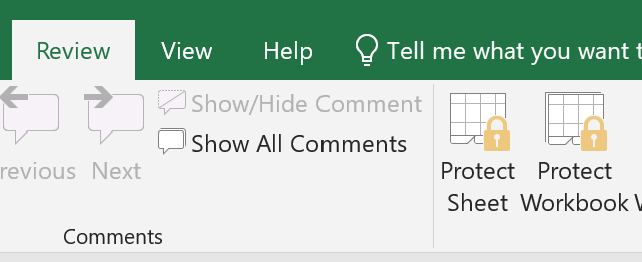 Review View Help Tell me what you want t
revious Next Show/Hide Comment
Show All Comments
Protect Sheet
Protect Workbook W
Comments